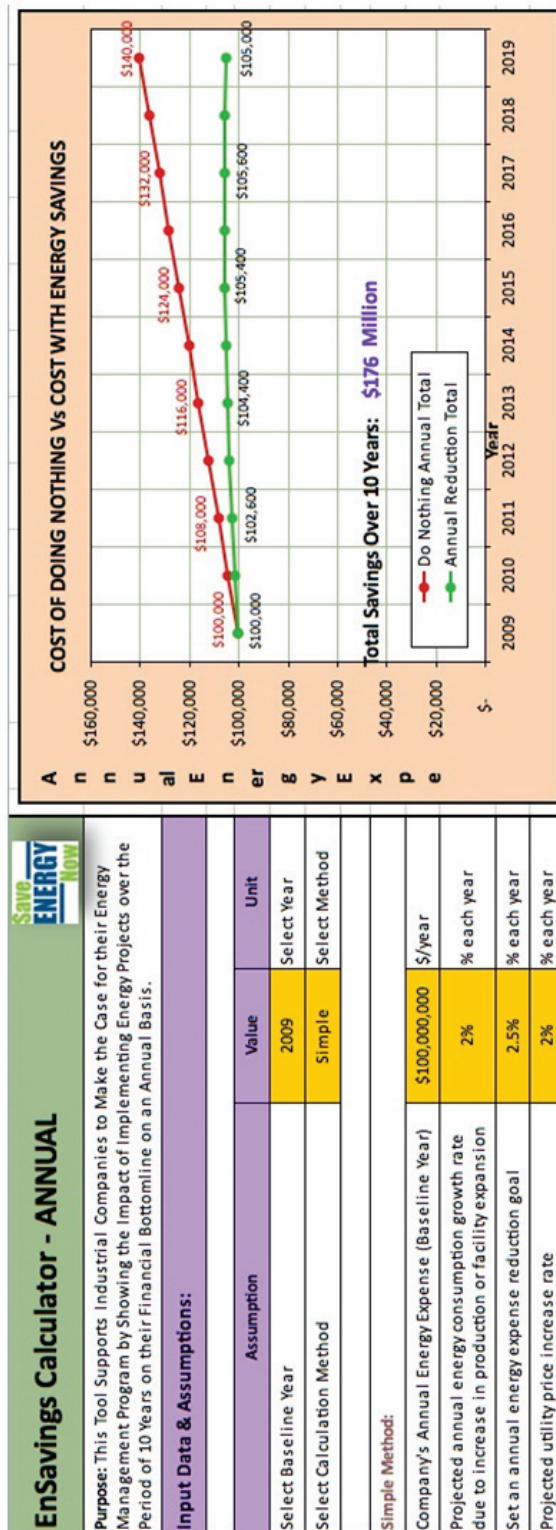 EnSavings Calculator - ANNUAL
Save
ENERGY
Now
Purpose: This Tool Supports Industrial Companies to Make the Case for their Energy
Management Program by Showing the Impact of Implementing Energy Projects over the
Period of 10 Years on their Financial Bottomline on an Annual Basis.
Input Data & Assumptions:
Assumption Value Unit
Select Baseline Year 2009 Select Year
Select Calculation Method Simple Select Method
Simple Method:
Company's Annual Energy Expense (Baseline Year) $100,000,000 $/year
Projected annual energy consumption growth rate
due to increase in production or facility expansion 2% % each year
Set an annual energy expense reduction goal 2.5% % each year
Projected utility price increase rate 2% % each year
COST OF DOING NOTHING Vs COST WITH ENERGY SAVINGS
A
n
n
u
al
E
n
er
g
y
E
x
p
e
$160,000
$140,000
$120,000
$100,000
$80,000
$60,000
$40,000
$20,000
$-
$100,000
$108,000
$116,000
$124,000
$132,000
$140,000
$100,000
$102,600
$104,400
$105,400
$105,600
$105,000
Total Savings Over 10 Years: $176 Million
Do Nothing Annual Total
Annual Reduction Total
Year
2009 2010 2011 2012 2013 2014 2015 2016 2017 2018 2019